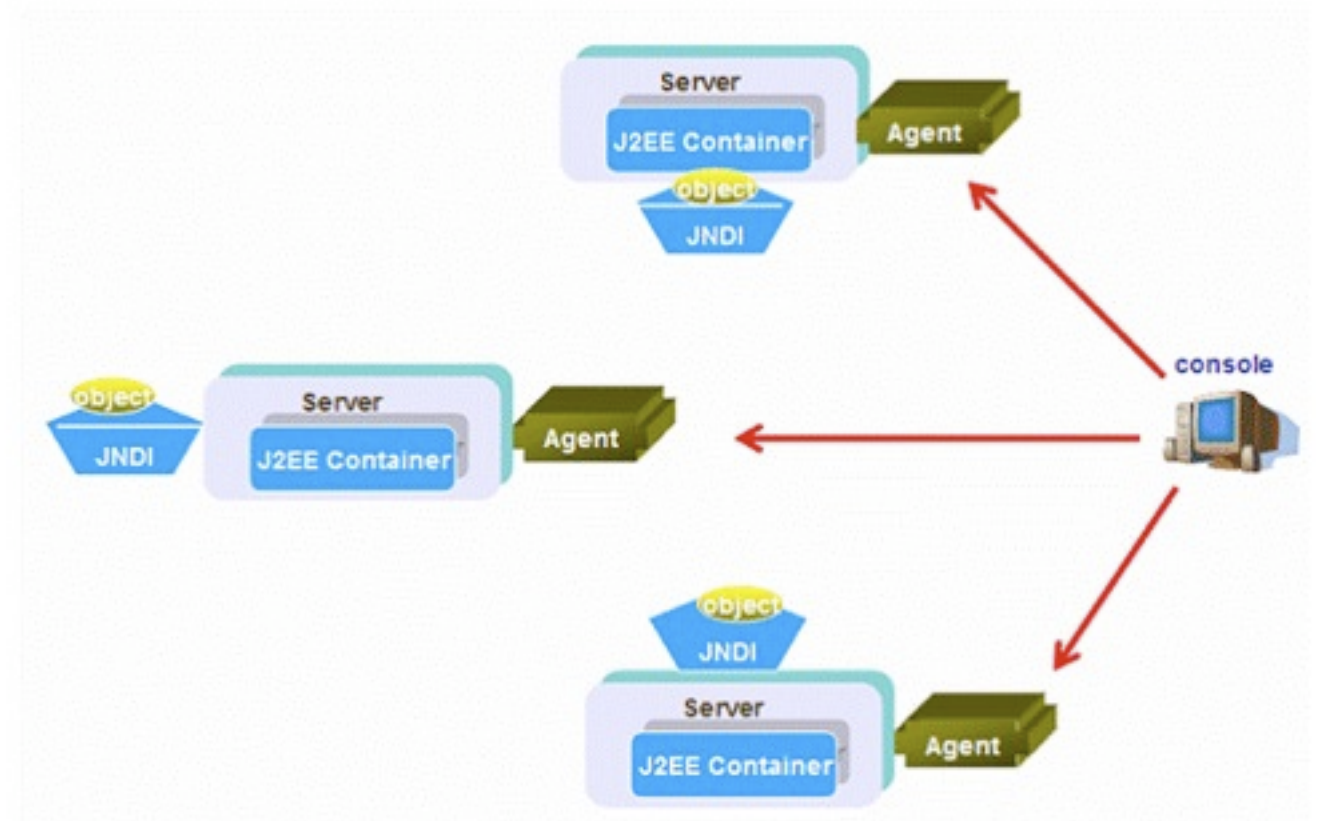 Server
J2EE Container
Agent
object
JNDI
console
object
JNDI
Server
J2EE Container
Agent
object
JNDI
Server
J2EE Container
Agent